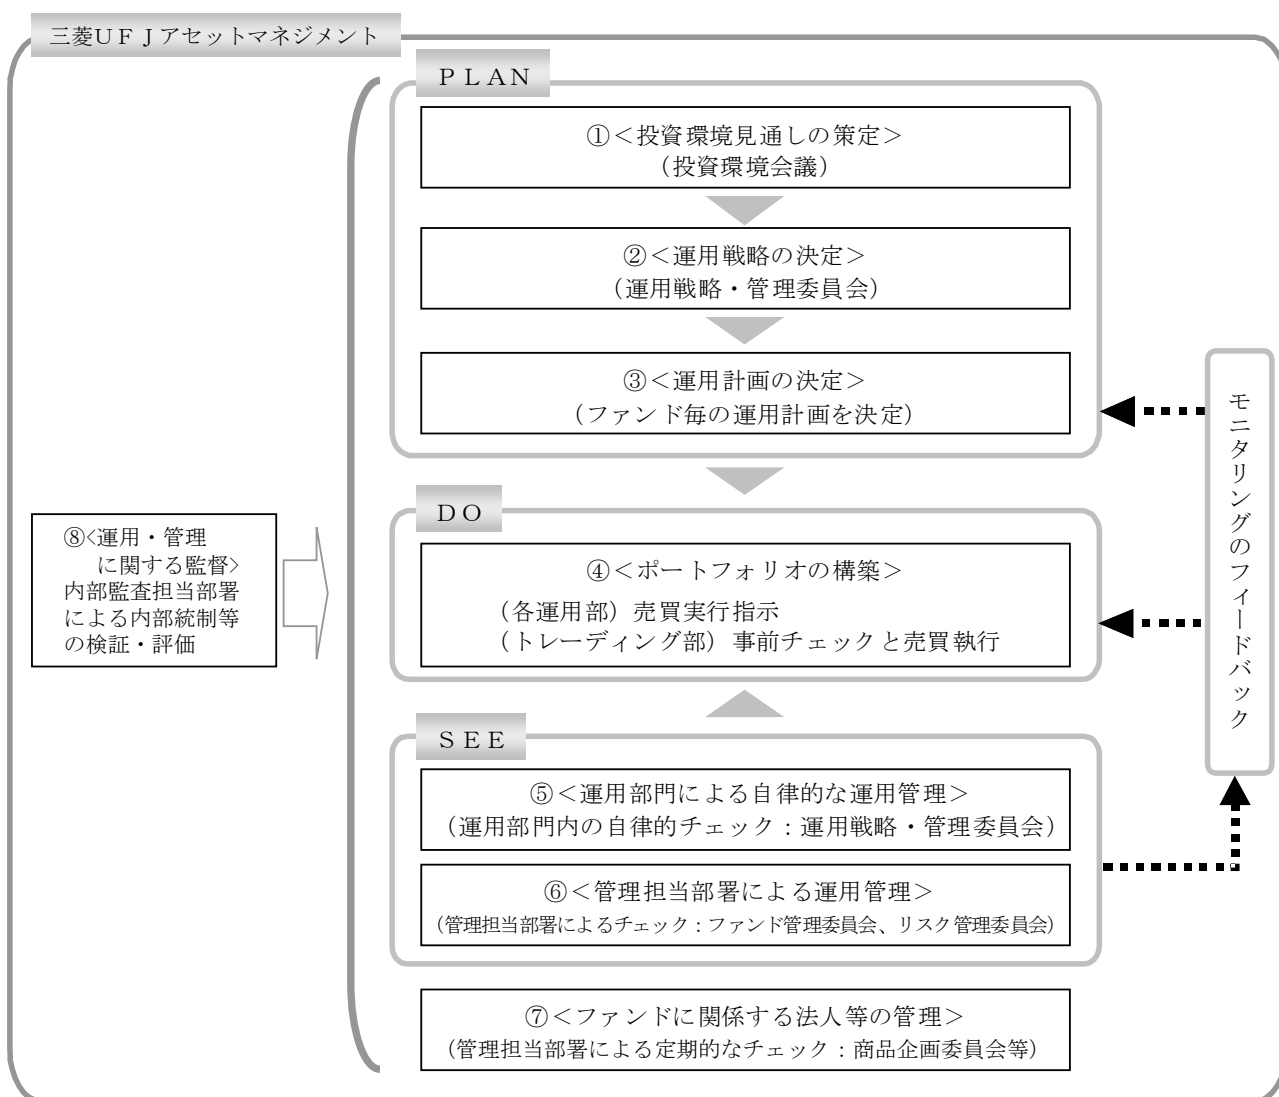 三菱UFJアセットマネジメント
PLAN
①<投資環境見通しの策定>
(投資環境会議)
②<運用戦略の決定>
(運用戦略・管理委員会)
③<運用計画の決定>
(ファンド毎の運用計画を決定)
DO
④<ポートフォリオの構築>
(各運用部)売買実行指示
(トレーディング部)事前チェックと売買執行
SEE
⑤<運用部門による自律的な運用管理>
(運用部門内の自律的チェック:運用戦略・管理委員会)
⑥<管理担当部署による運用管理>
(管理担当部署によるチェック:ファンド管理委員会、リスク管理委員会)
⑦<ファンドに関係する法人等の管理>
(管理担当部署による定期的なチェック:商品企画委員会等)
⑧<運用・管理
に関する監督>
内部監査担当部署
による内部統制等
の検証・評価
モニタリングのフィードバック